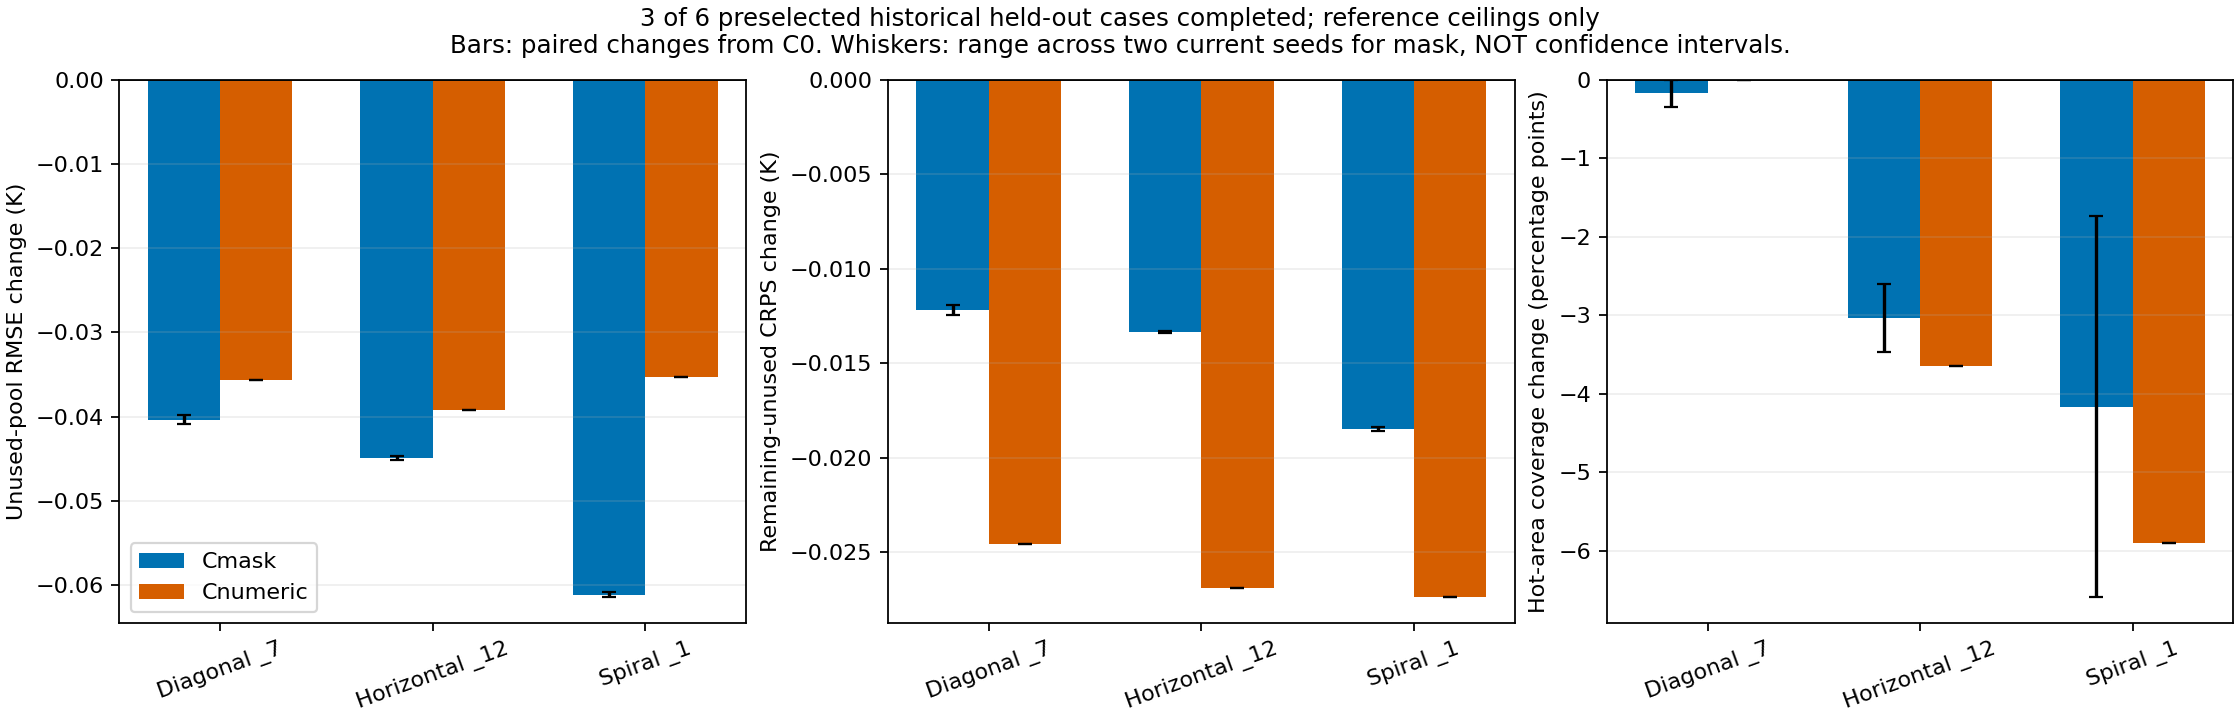 3 of 6 preselected historical held-out cases completed; reference ceilings only
Bars: paired changes from C0. Whiskers: range across two current seeds for mask, NOT confidence intervals.
Unused-pool RMSE change (K)
0.00
−0.01
−0.02
−0.03
−0.04
−0.05
−0.06
Cmask
Cnumeric
Diagonal _7
Horizontal _12
Spiral _1
Remaining-unused CRPS change (K)
0.000
−0.005
−0.010
−0.015
−0.020
−0.025
Diagonal _7
Horizontal _12
Spiral _1
Hot-area coverage change (percentage points)
0
−1
−2
−3
−4
−5
−6
Diagonal _7
Horizontal _12
Spiral _1